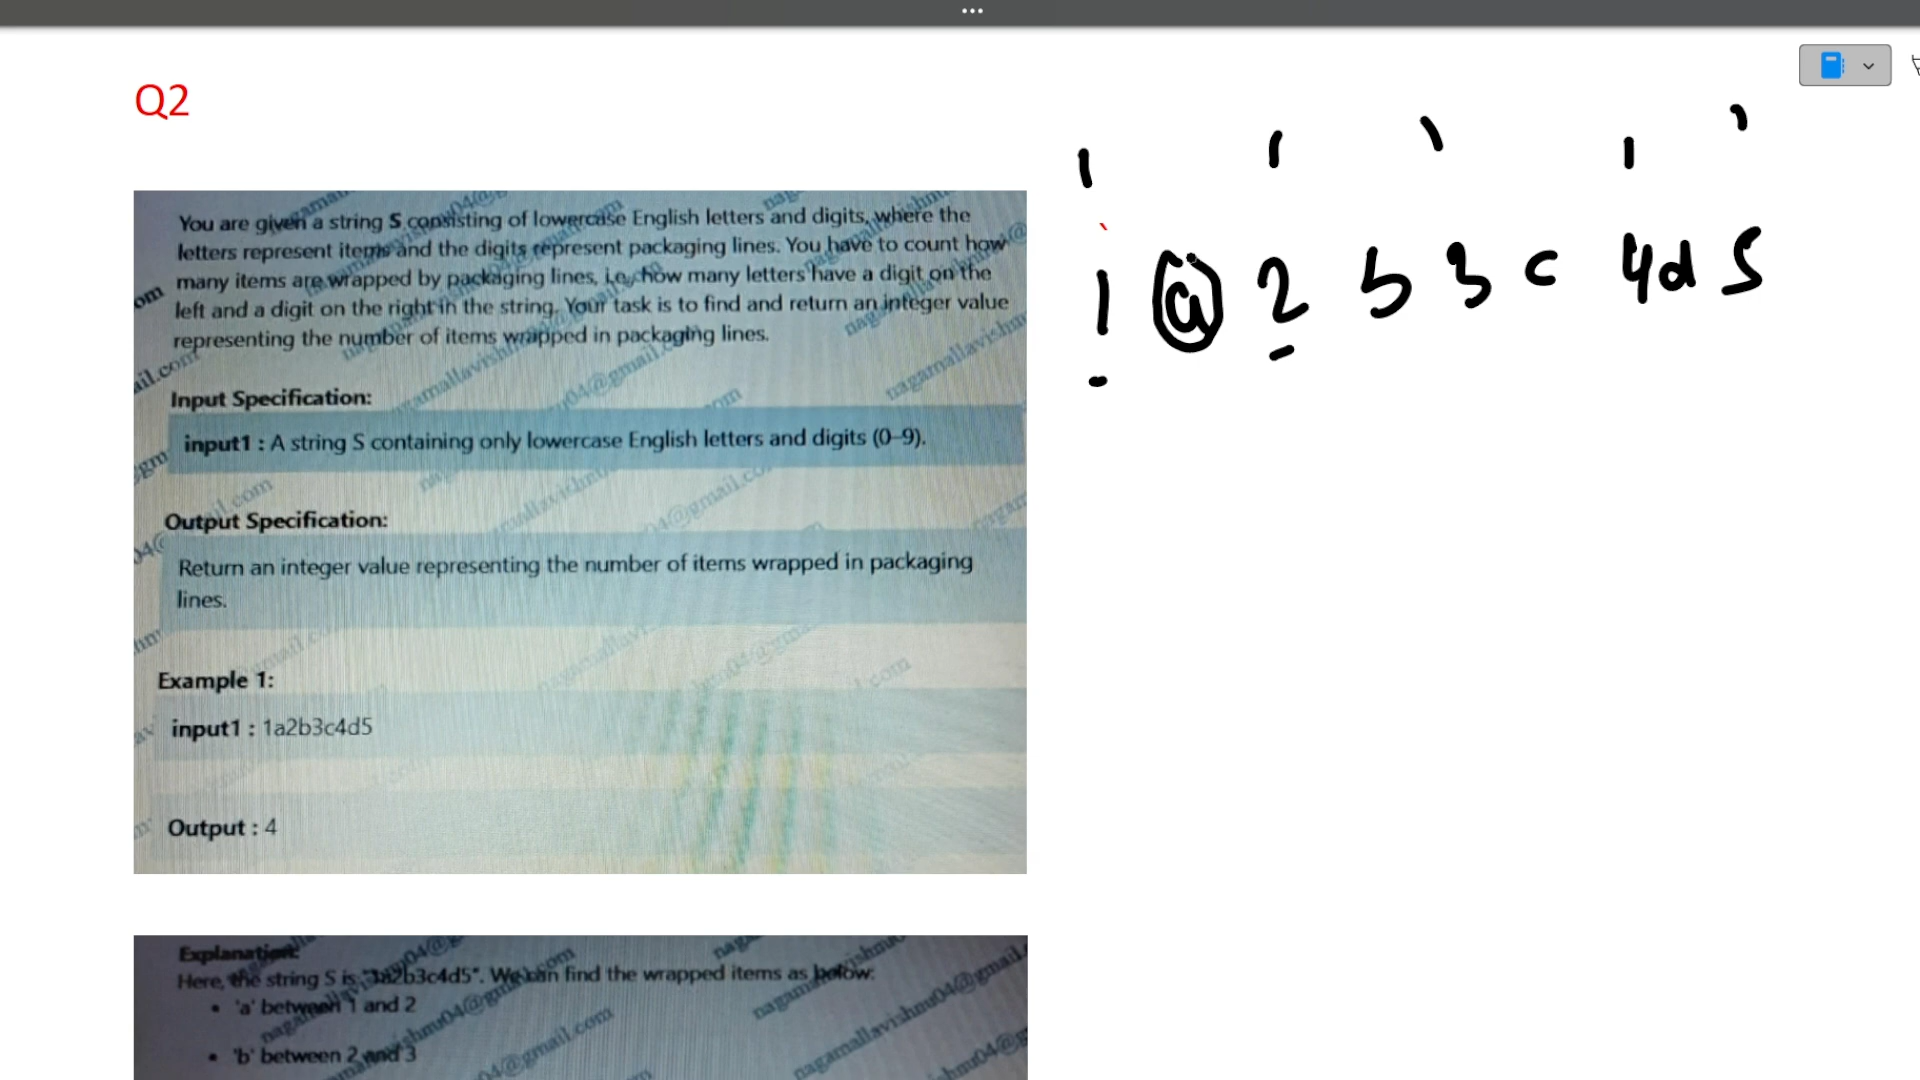 Q2
You are given a string S consisting of lowercase English letters and digits, where the
letters represent items and the digits represent packaging lines. You have to count how
many items are wrapped by packaging lines, i.e., how many letters have a digit on the
left and a digit on the right in the string. Your task is to find and return an integer value
representing the number of items wrapped in packaging lines.
Input Specification:
input1 : A string S containing only lowercase English letters and digits (0-9).
Output Specification:
Return an integer value representing the number of items wrapped in packaging
lines.
Example 1:
input1 : 1a2b3c4d5
Output : 4
Explanation:
Here, the string S is "1a2b3c4d5". We can find the wrapped items as below:
• 'a' between 1 and 2
• 'b' between 2 and 3
1 a 2 b 3 c 4 d 5